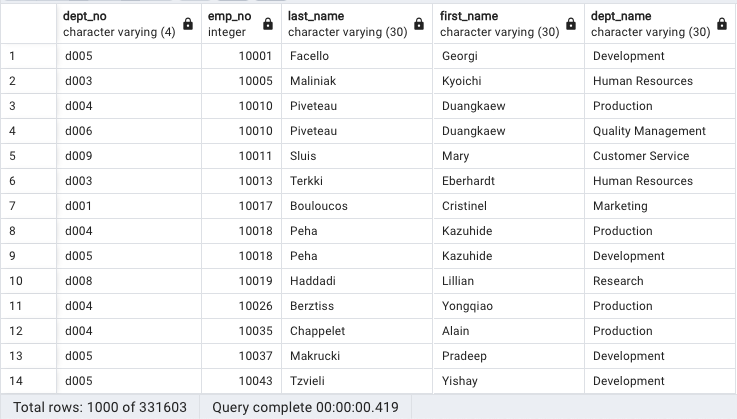 dept_no emp_no last_name first_name dept_name
character varying (4) integer character varying (30) character varying (30) character varying (30)
1 d005 10001 Facello Georgi Development
2 d003 10005 Maliniak Kyoichi Human Resources
3 d004 10010 Piveteau Duangkaew Production
4 d006 10010 Piveteau Duangkaew Quality Management
5 d009 10011 Sluis Mary Customer Service
6 d003 10013 Terkki Eberhardt Human Resources
7 d001 10017 Bouloucos Cristinel Marketing
8 d004 10018 Peha Kazuhide Production
9 d005 10018 Peha Kazuhide Development
10 d008 10019 Haddadi Lillian Research
11 d004 10026 Berztiss Yongqiao Production
12 d004 10035 Chappelet Alain Production
13 d005 10037 Makrucki Pradeep Development
14 d005 10043 Tzvieli Yishay Development
Total rows: 1000 of 331603 Query complete 00:00:00.419